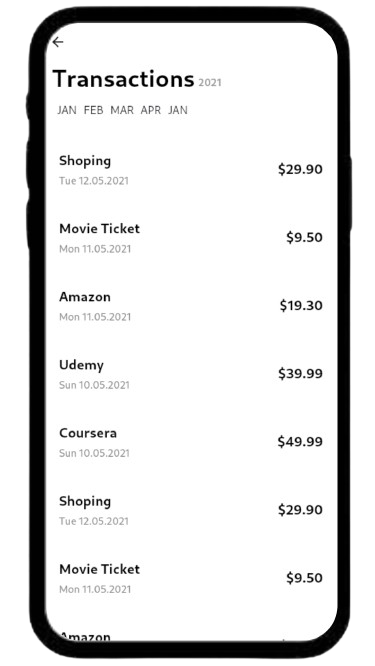 Transactions 2021
JAN FEB MAR APR JAN
Shoping
$29.90
Tue 12.05.2021
Movie Ticket
$9.50
Mon 11.05.2021
Amazon
$19.30
Mon 11.05.2021
Udemy
$39.99
Sun 10.05.2021
Coursera
$49.99
Sun 10.05.2021
Shoping
$29.90
Tue 12.05.2021
Movie Ticket
$9.50
Mon 11.05.2021
Amazon